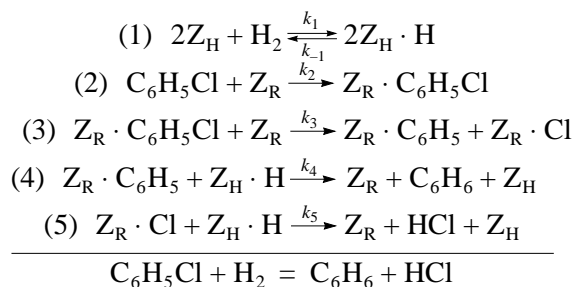 (1) 2Z_H + H_2 ⇌ 2Z_H · H (k_1 above, k_{-1} below)
(2) C_6H_5Cl + Z_R →^{k_2} Z_R · C_6H_5Cl
(3) Z_R · C_6H_5Cl + Z_R →^{k_3} Z_R · C_6H_5 + Z_R · Cl
(4) Z_R · C_6H_5 + Z_H · H →^{k_4} Z_R + C_6H_6 + Z_H
(5) Z_R · Cl + Z_H · H →^{k_5} Z_R + HCl + Z_H
C_6H_5Cl + H_2 = C_6H_6 + HCl